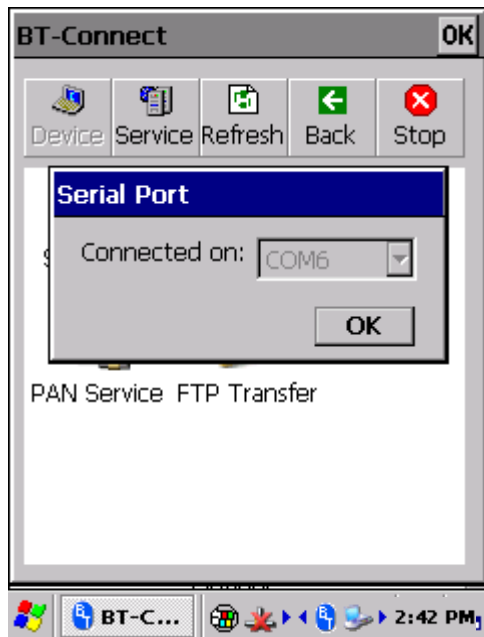 BT-Connect OK
Device Service Refresh Back Stop
Serial Port
Connected on: COM6
OK
PAN Service FTP Transfer
BT-C... 2:42 PM